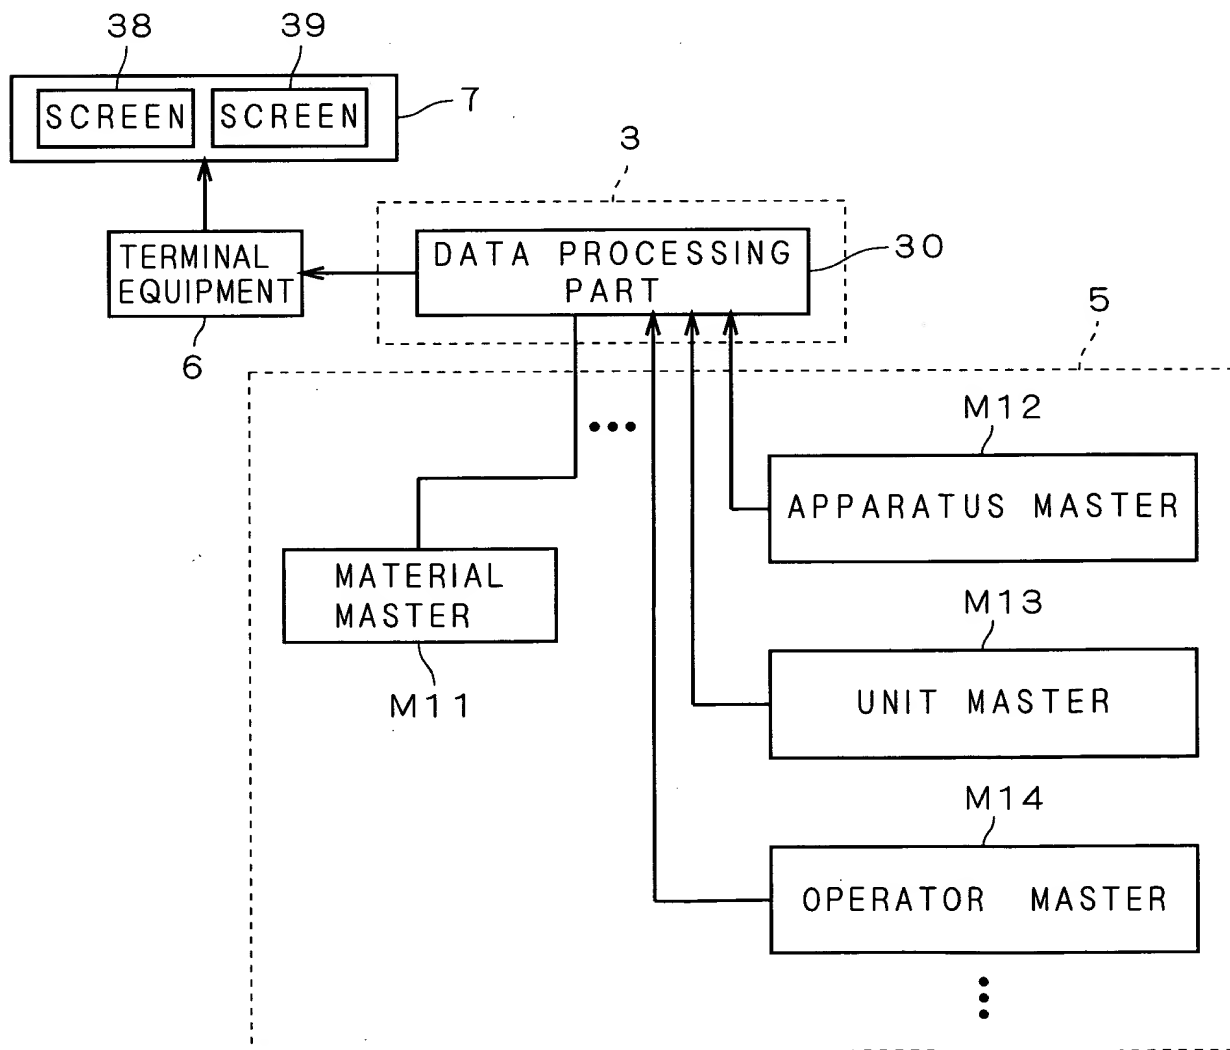 38 39
SCREEN SCREEN 7
3
TERMINAL
EQUIPMENT
DATA PROCESSING
PART
30
6
5
M12
APPARATUS MASTER
MATERIAL
MASTER
M11
M13
UNIT MASTER
M14
OPERATOR MASTER